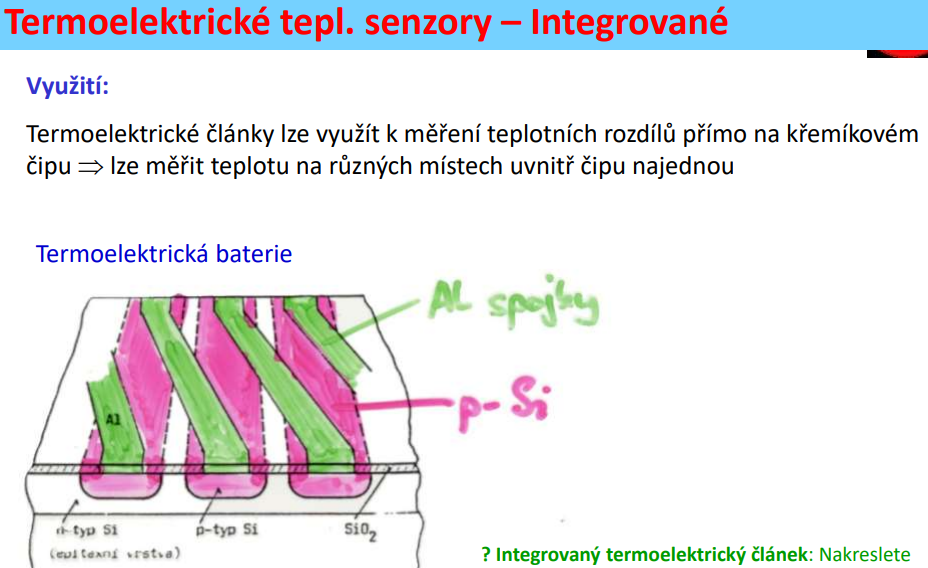 Termoelektrické tepl. senzory – Integrované
Využití:
Termoelektrické články lze využít k měření teplotních rozdílů přímo na křemíkovém
čipu ⇒ lze měřit teplotu na různých místech uvnitř čipu najednou
Termoelektrická baterie
AL spojky
p-Si
Al
n-typ Si
p-typ Si
SiO₂
(epitaxní vrstva)
? Integrovaný termoelektrický článek: Nakreslete